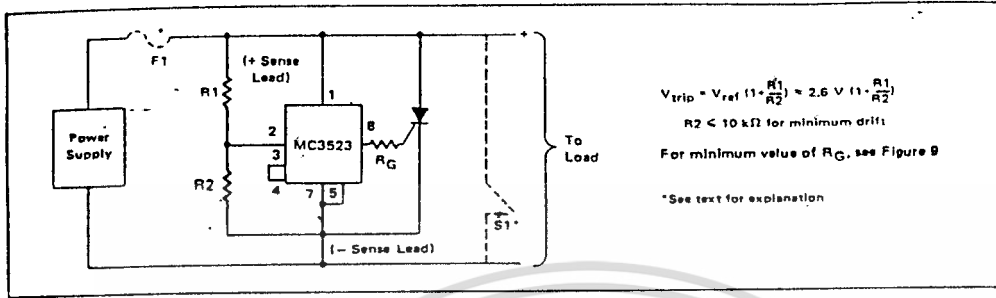 F1*
(+ Sense
Lead)
R1
1
Power
Supply
2
3
4
MC3523
8
RG
To
Load
R2
7
5
(– Sense Lead)
S1*
+
–
Vtrip = Vref (1+R1/R2) ≈ 2.6 V (1+R1/R2)
R2 ≤ 10 kΩ for minimum drift
For minimum value of RG, see Figure 9
*See text for explanation